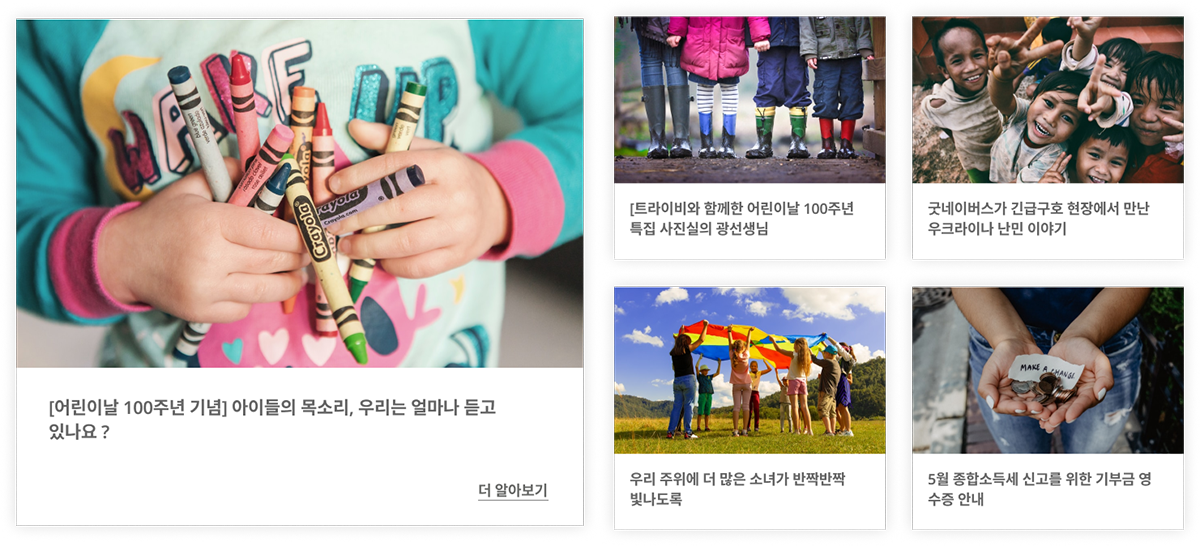 WAKE UP
Crayola
Crayola
Crayola.com
[어린이날 100주년 기념] 아이들의 목소리, 우리는 얼마나 듣고
있나요 ?
더 알아보기
[트라이비와 함께한 어린이날 100주년
특집 사진실의 광선생님
굿네이버스가 긴급구호 현장에서 만난
우크라이나 난민 이야기
우리 주위에 더 많은 소녀가 반짝반짝
빛나도록
MAKE A CHANGE
5월 종합소득세 신고를 위한 기부금 영
수증 안내